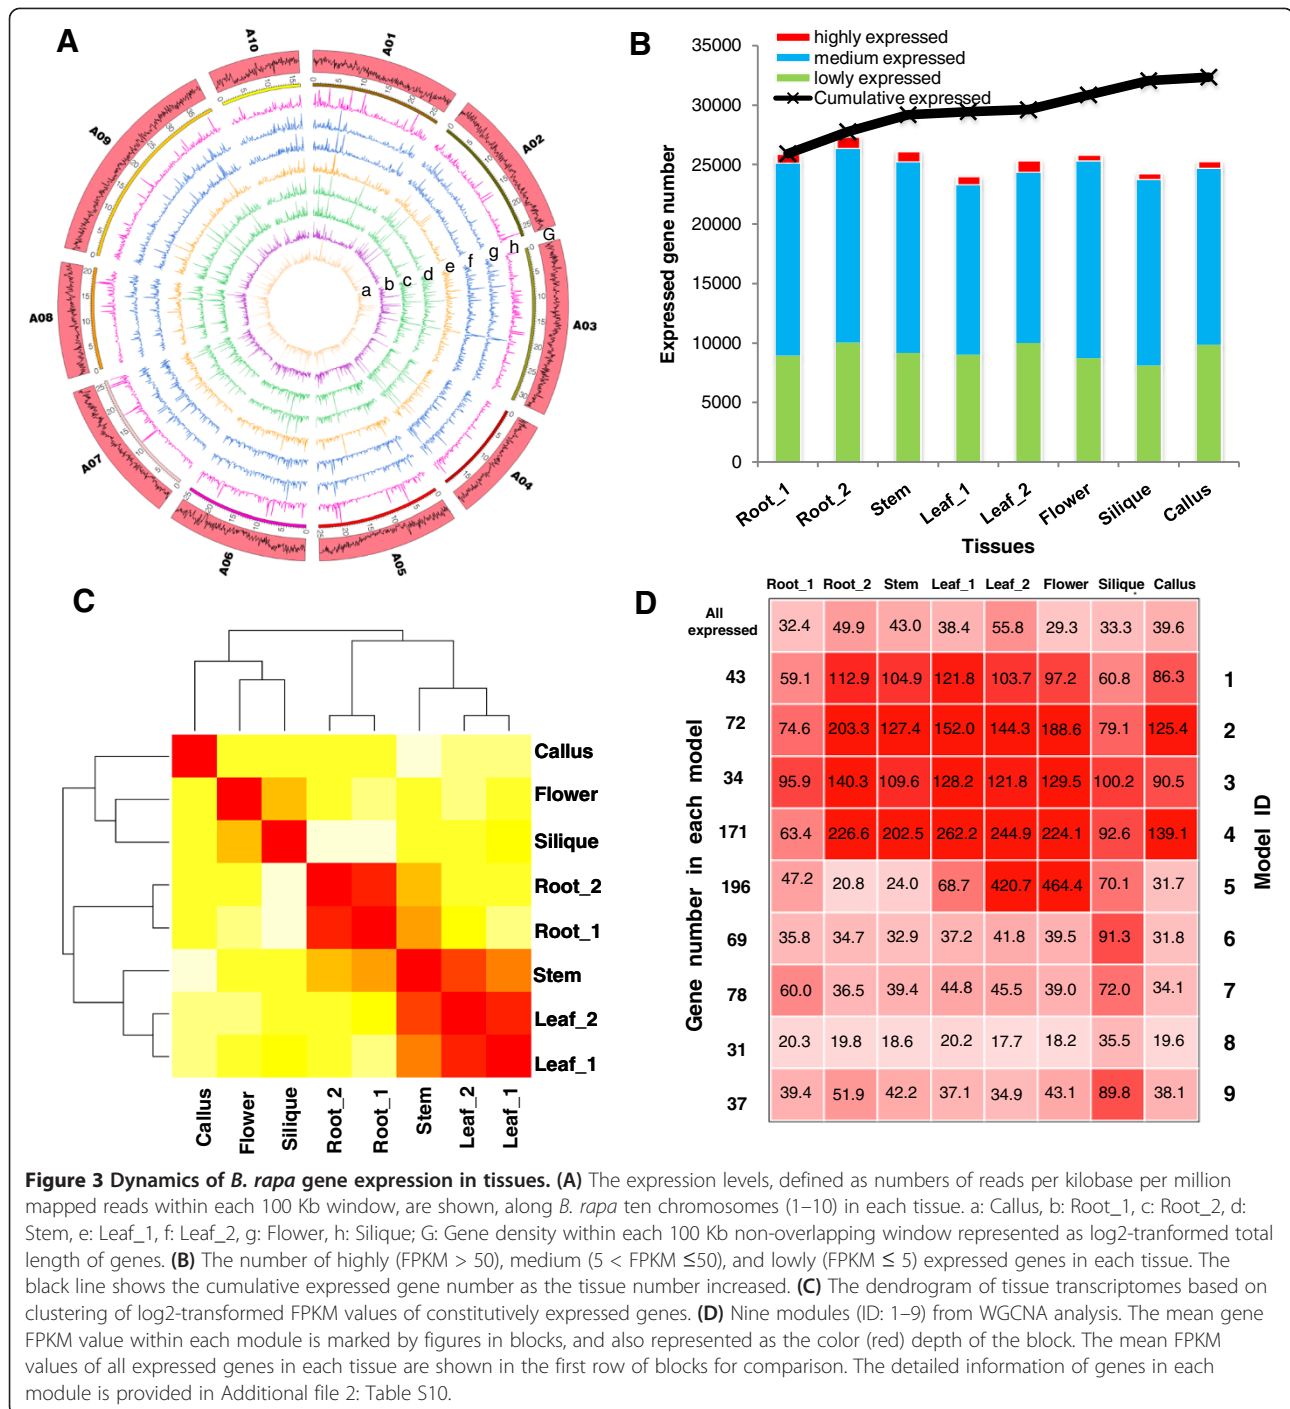 A
A01
A02
A03
A04
A05
A06
A07
A08
A09
A10
a b c d e f g h G
B
highly expressed
medium expressed
lowly expressed
Cumulative expressed
Expressed gene number
35000
30000
25000
20000
15000
10000
5000
0
Root_1 Root_2 Stem Leaf_1 Leaf_2 Flower Silique Callus
Tissues
C
Callus
Flower
Silique
Root_2
Root_1
Stem
Leaf_2
Leaf_1
Callus Flower Silique Root_2 Root_1 Stem Leaf_2 Leaf_1
D
Root_1 Root_2 Stem Leaf_1 Leaf_2 Flower Silique Callus
All
expressed
32.4 49.9 43.0 38.4 55.8 29.3 33.3 39.6
43 59.1 112.9 104.9 121.8 103.7 97.2 60.8 86.3 1
72 74.6 203.3 127.4 152.0 144.3 188.6 79.1 125.4 2
34 95.9 140.3 109.6 128.2 121.8 129.5 100.2 90.5 3
171 63.4 226.6 202.5 262.2 244.9 224.1 92.6 139.1 4
196 47.2 20.8 24.0 68.7 420.7 464.4 70.1 31.7 5
69 35.8 34.7 32.9 37.2 41.8 39.5 91.3 31.8 6
78 60.0 36.5 39.4 44.8 45.5 39.0 72.0 34.1 7
31 20.3 19.8 18.6 20.2 17.7 18.2 35.5 19.6 8
37 39.4 51.9 42.2 37.1 34.9 43.1 89.8 38.1 9
Gene number in each model
Model ID
Figure 3 Dynamics of B. rapa gene expression in tissues. (A) The expression levels, defined as numbers of reads per kilobase per million
mapped reads within each 100 Kb window, are shown, along B. rapa ten chromosomes (1–10) in each tissue. a: Callus, b: Root_1, c: Root_2, d:
Stem, e: Leaf_1, f: Leaf_2, g: Flower, h: Silique; G: Gene density within each 100 Kb non-overlapping window represented as log2-tranformed total
length of genes. (B) The number of highly (FPKM > 50), medium (5 < FPKM ≤50), and lowly (FPKM ≤ 5) expressed genes in each tissue. The
black line shows the cumulative expressed gene number as the tissue number increased. (C) The dendrogram of tissue transcriptomes based on
clustering of log2-transformed FPKM values of constitutively expressed genes. (D) Nine modules (ID: 1–9) from WGCNA analysis. The mean gene
FPKM value within each module is marked by figures in blocks, and also represented as the color (red) depth of the block. The mean FPKM
values of all expressed genes in each tissue are shown in the first row of blocks for comparison. The detailed information of genes in each
module is provided in Additional file 2: Table S10.